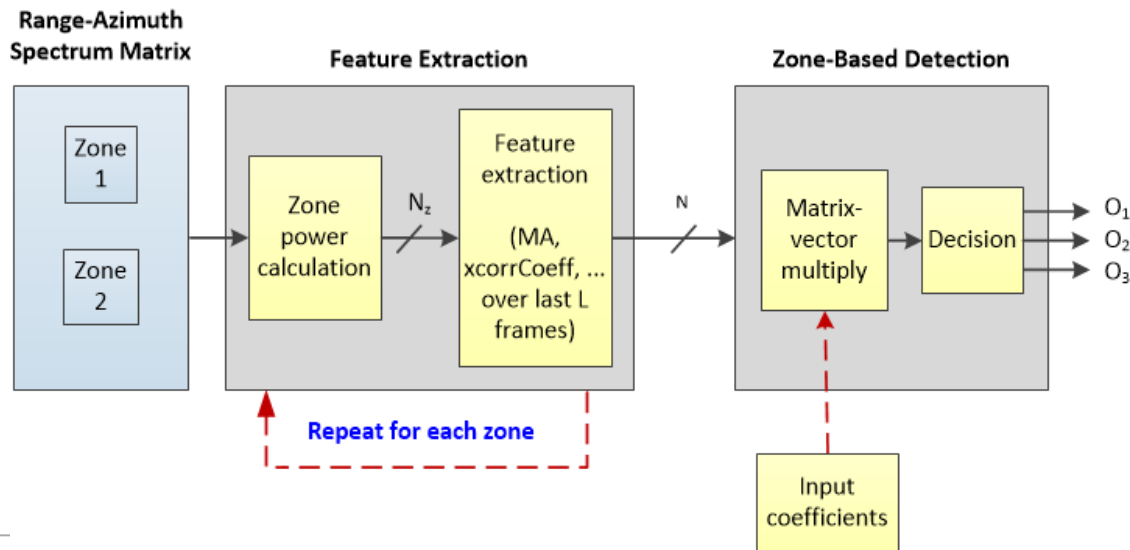 Range-Azimuth
Spectrum Matrix
Zone
1
Zone
2
Feature Extraction
Zone
power
calculation
N_z
Feature
extraction
(MA,
xcorrCoeff, ...
over last L
frames)
Repeat for each zone
N
Zone-Based Detection
Matrix-
vector
multiply
Decision
O₁
O₂
O₃
Input
coefficients